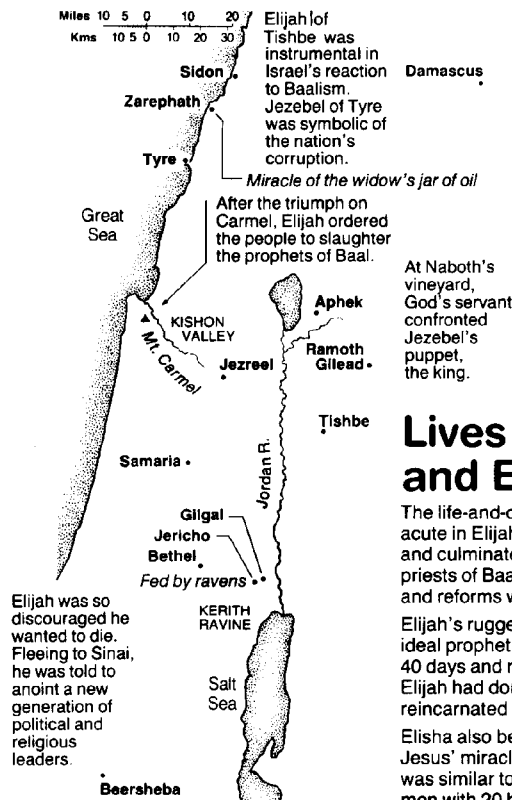 Miles 10 5 0 10 20
Kms 10 5 0 10 20 30
Elijah of
Tishbe was
instrumental in
Israel's reaction
to Baalism.
Jezebel of Tyre
was symbolic of
the nation's
corruption.
Sidon
Damascus
Zarephath
Tyre
Miracle of the widow's jar of oil
After the triumph on
Carmel, Elijah ordered
the people to slaughter
the prophets of Baal.
Great
Sea
At Naboth's
vineyard,
God's servant
confronted
Jezebel's
puppet,
the king.
Aphek
KISHON
VALLEY
Mt. Carmel
Ramoth
Gilead
Jezreel
Tishbe
Jordan R.
Samaria
Gilgal
Jericho
Bethel
Fed by ravens
KERITH
RAVINE
Elijah was so
discouraged he
wanted to die.
Fleeing to Sinai,
he was told to
anoint a new
generation of
political and
religious
leaders.
Salt
Sea
Beersheba
Lives
and E
The life-and-d
acute in Elijah
and culminate
priests of Baa
and reforms w
Elijah's rugge
ideal prophet
40 days and n
Elijah had do
reincarnated
Elisha also be
Jesus' miracl
was similar to
men with 20 b